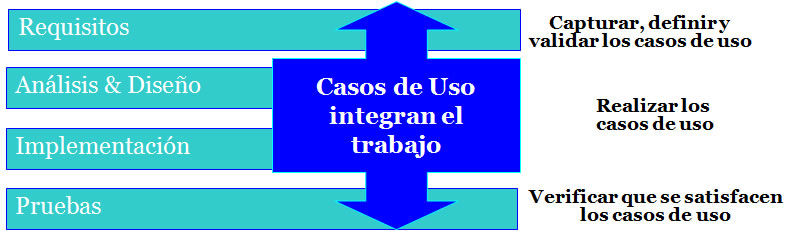 Requisitos
Capturar, definir y
validar los casos de uso
Análisis & Diseño
Casos de Uso
integran el
trabajo
Realizar los
casos de uso
Implementación
Pruebas
Verificar que se satisfacen
los casos de uso